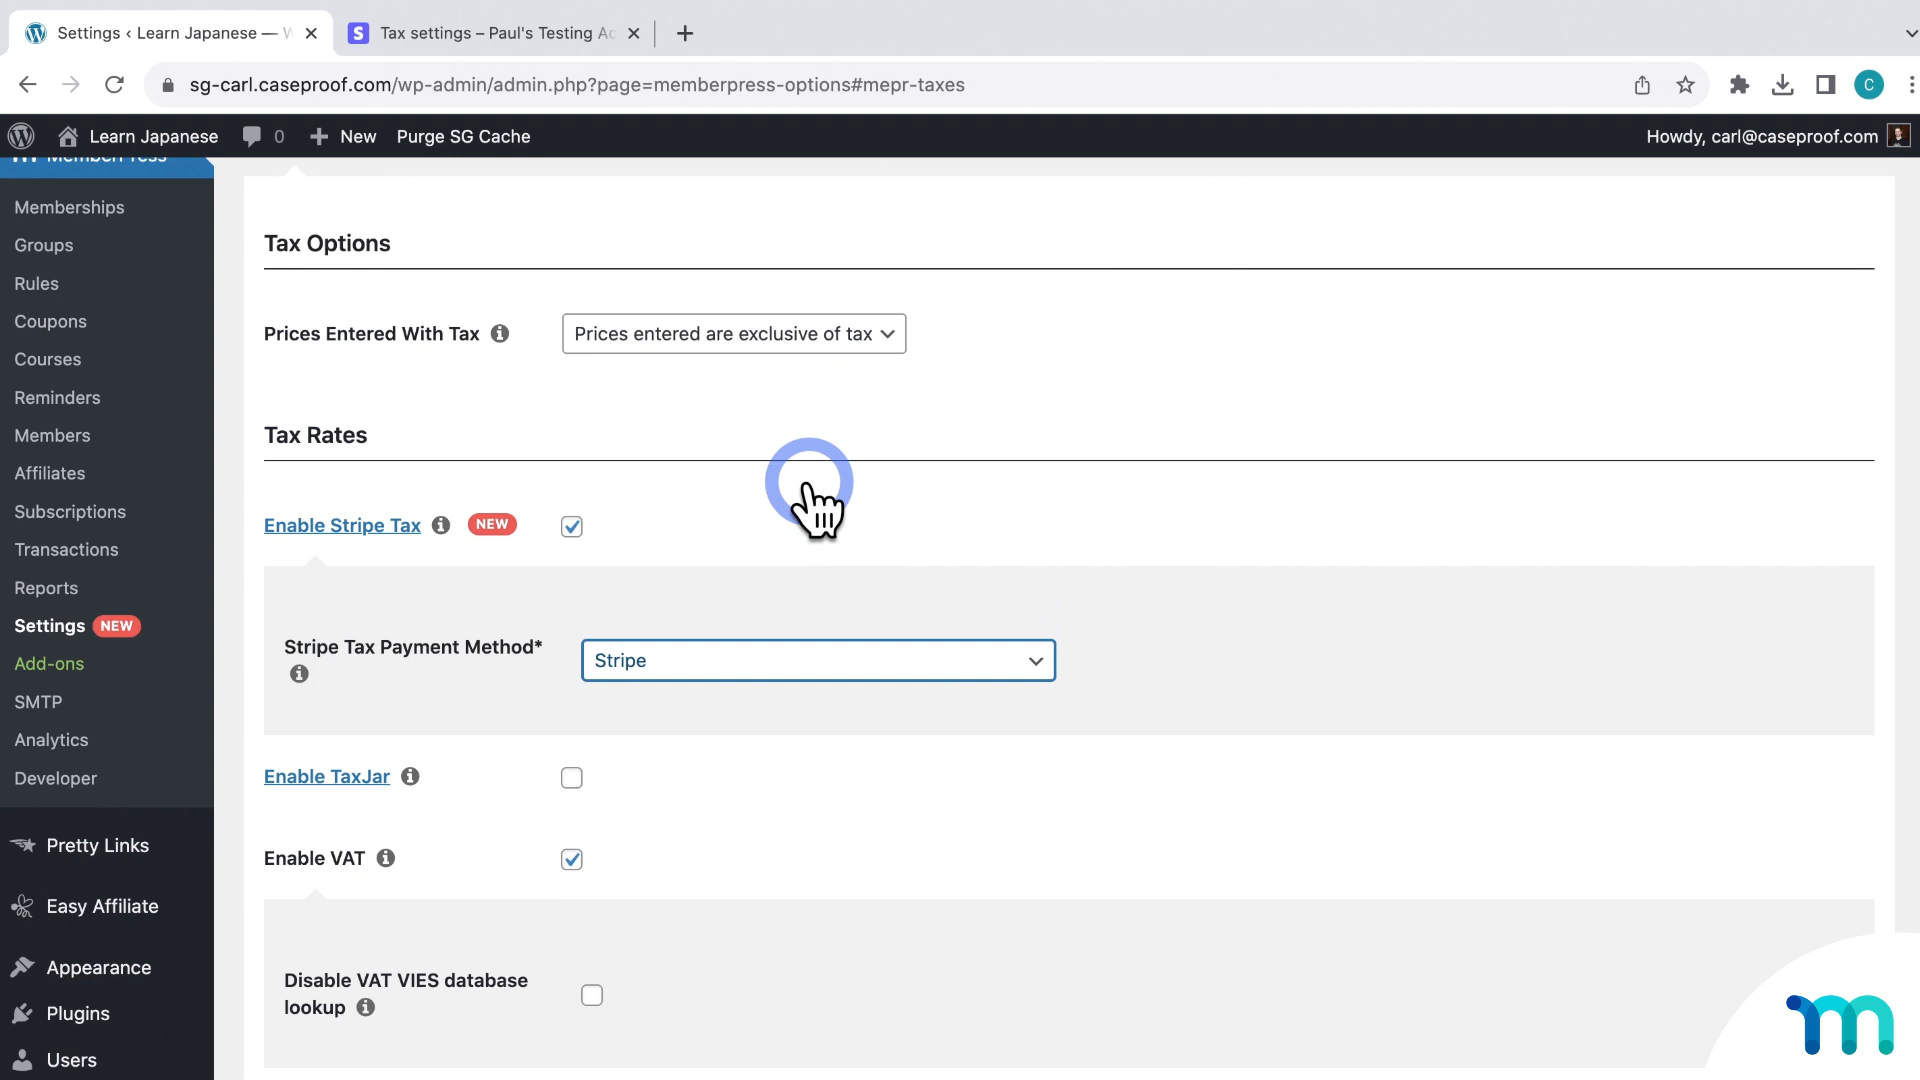 Settings ‹ Learn Japanese — W
Tax settings – Paul's Testing Ac
sg-carl.caseproof.com/wp-admin/admin.php?page=memberpress-options#mepr-taxes
C
Learn Japanese
0
New
Purge SG Cache
Howdy, carl@caseproof.com
MemberPress
Memberships
Groups
Rules
Coupons
Courses
Reminders
Members
Affiliates
Subscriptions
Transactions
Reports
Settings NEW
Add-ons
SMTP
Analytics
Developer
Pretty Links
Easy Affiliate
Appearance
Plugins
Users
Tax Options
Prices Entered With Tax
Prices entered are exclusive of tax
Tax Rates
Enable Stripe Tax NEW
Stripe Tax Payment Method*
Stripe
Enable TaxJar
Enable VAT
Disable VAT VIES database
lookup